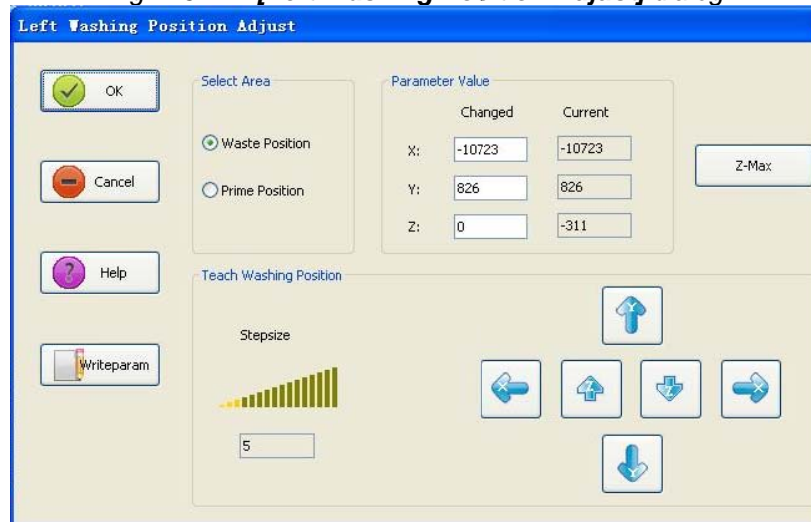 Left Washing Position Adjust
OK
Cancel
Help
Writeparam
Select Area
Waste Position
Prime Position
Parameter Value
Changed Current
X: -10723 -10723
Y: 826 826
Z: 0 -311
Z-Max
Teach Washing Position
Stepsize
5
Y
X Z Z X
Y